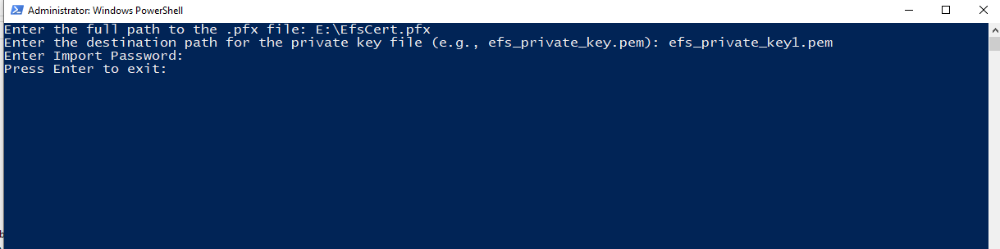 Administrator: Windows PowerShell
Enter the full path to the .pfx file: E:\EfsCert.pfx
Enter the destination path for the private key file (e.g., efs_private_key.pem): efs_private_key1.pem
Enter Import Password:
Press Enter to exit: